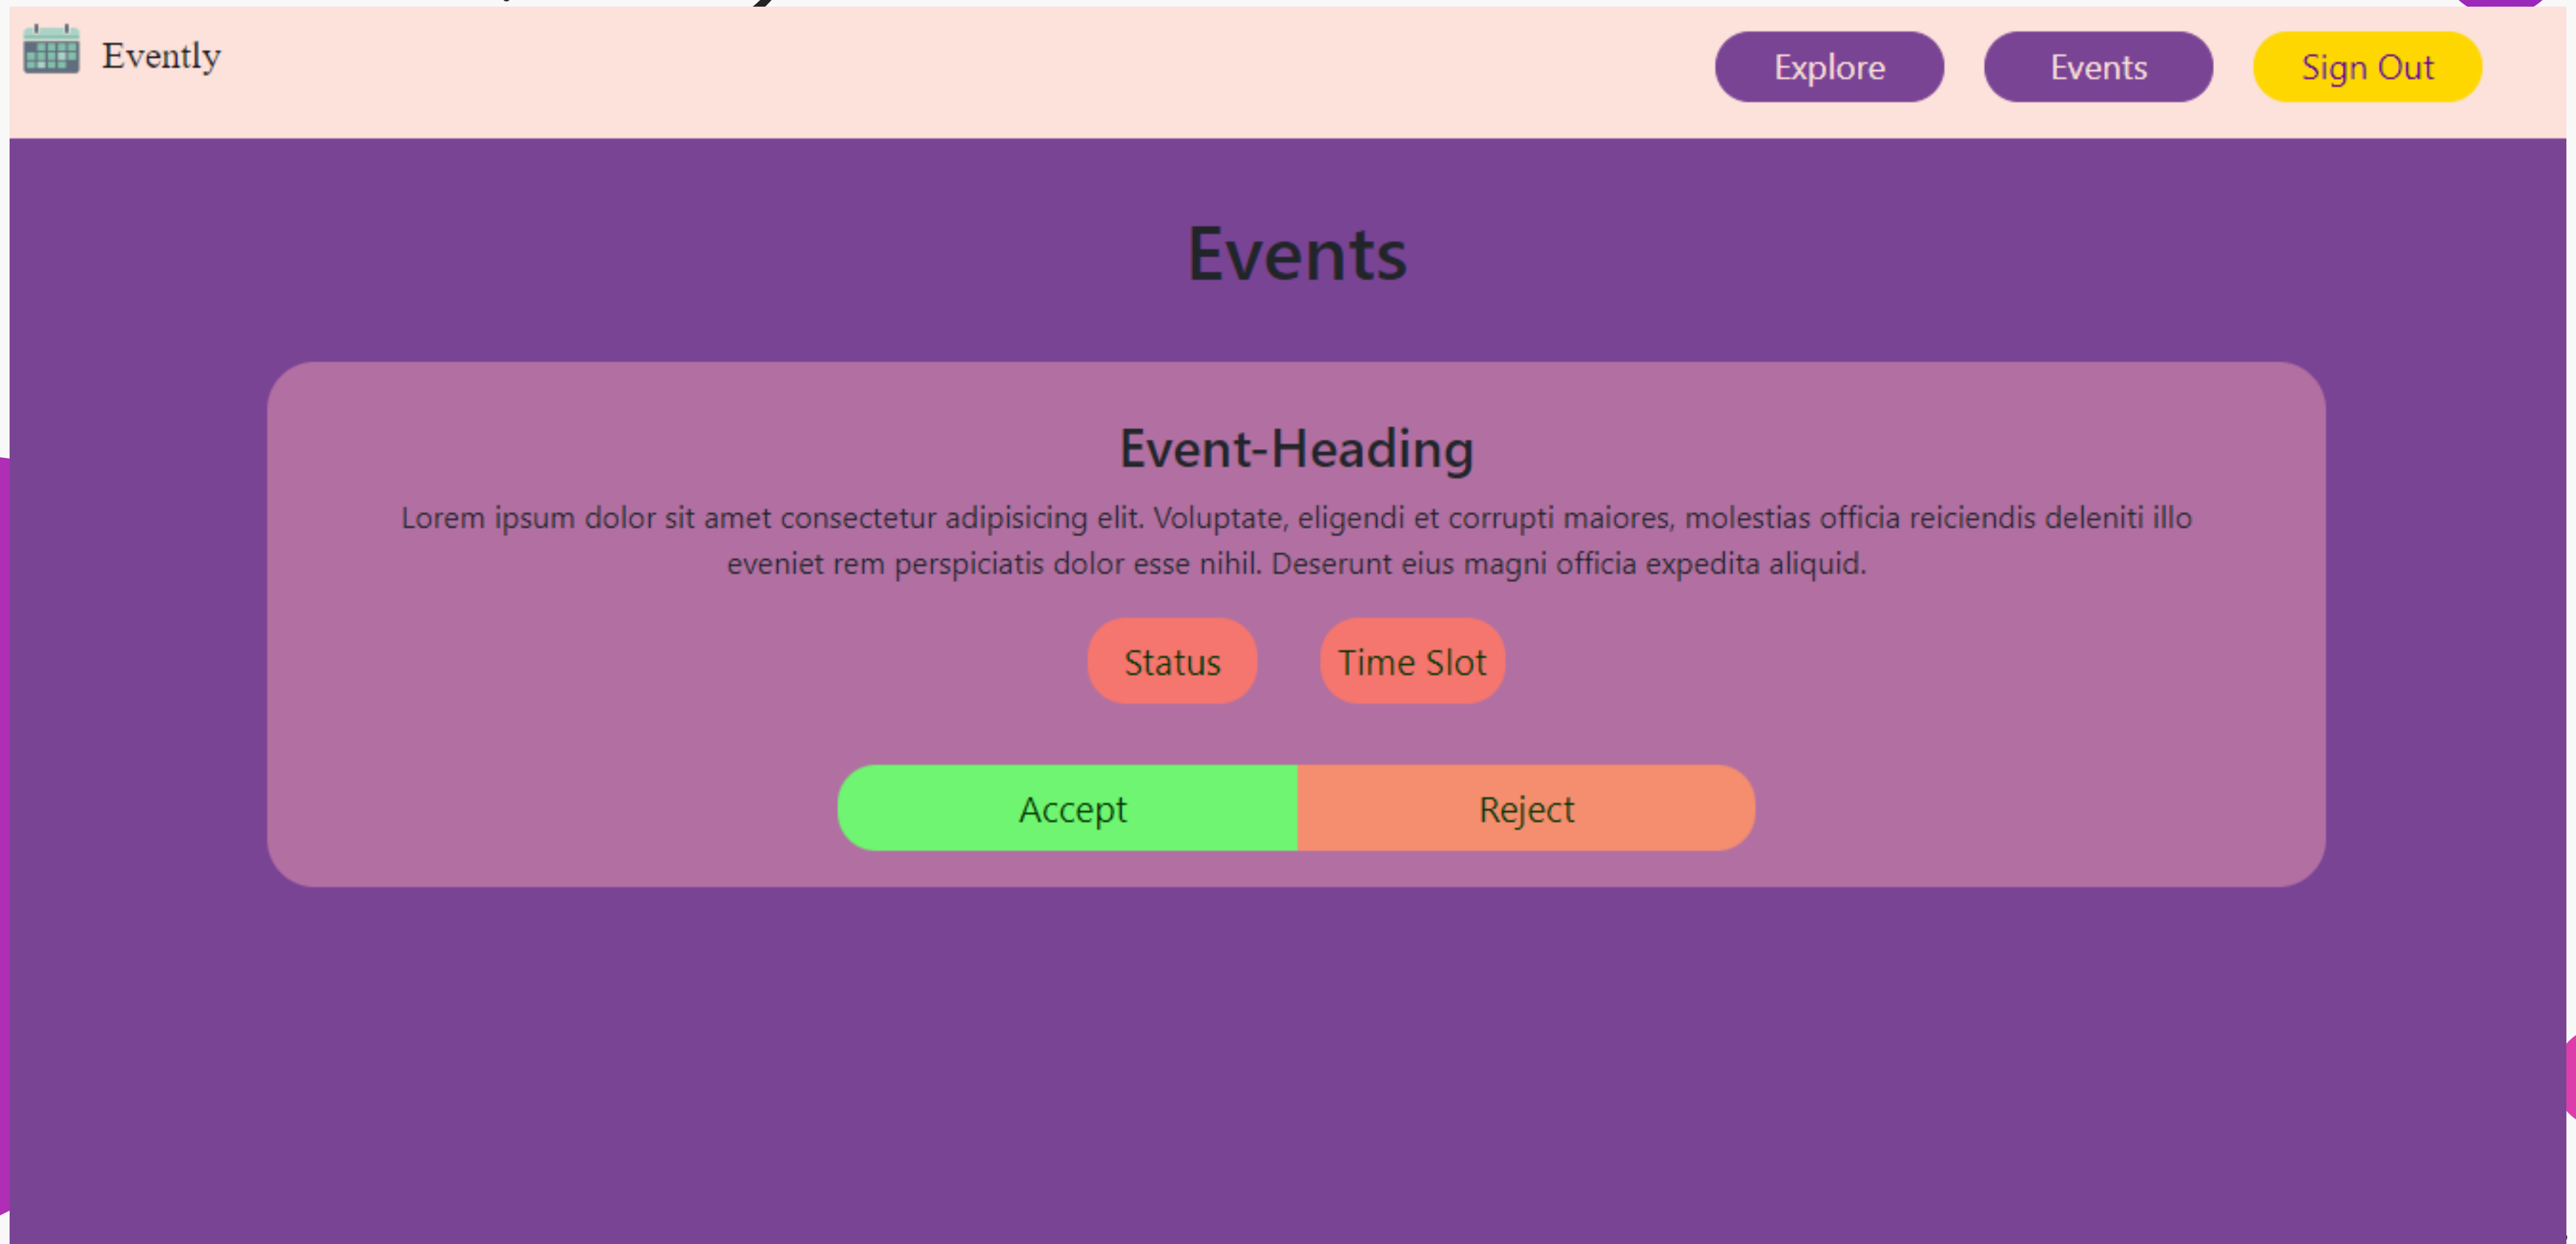 Evently
Explore
Events
Sign Out
Events
Event-Heading
Lorem ipsum dolor sit amet consectetur adipisicing elit. Voluptate, eligendi et corrupti maiores, molestias officia reiciendis deleniti illo
eveniet rem perspiciatis dolor esse nihil. Deserunt eius magni officia expedita aliquid.
Status
Time Slot
Accept
Reject